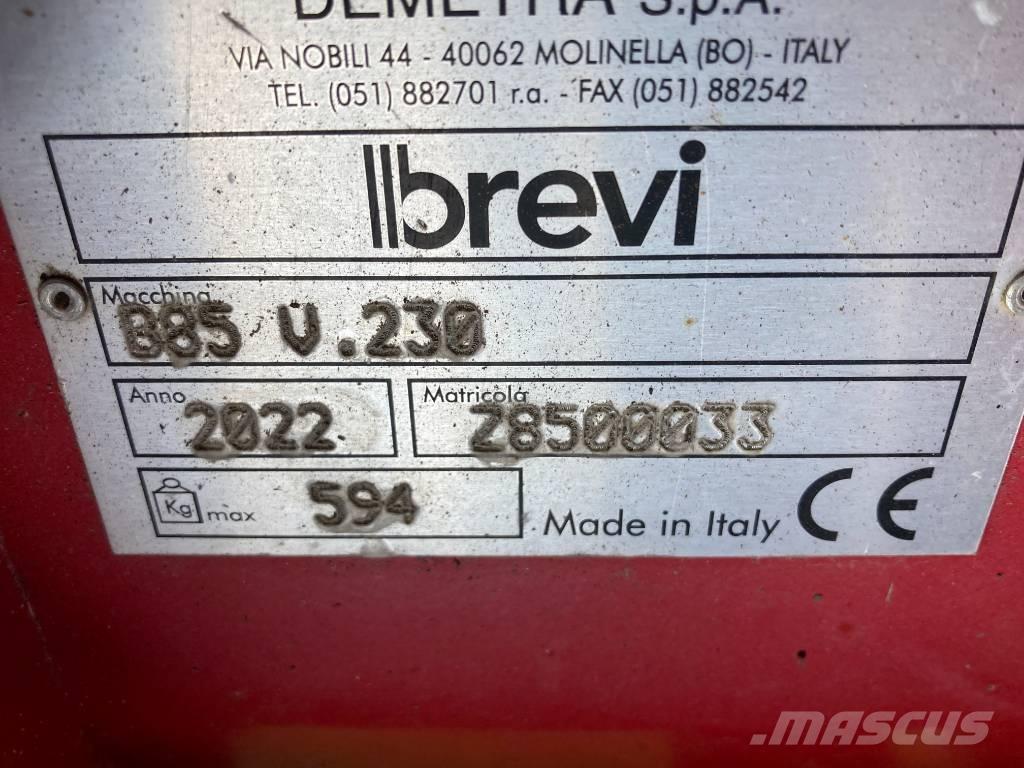 DEMETRA S.p.A.
VIA NOBILI 44 - 40062 MOLINELLA (BO) - ITALY
TEL. (051) 882701 r.a. - FAX (051) 882542
brevi
Macchina
B85 V.230
Anno
2022
Matricola
Z8500033
Kg max 594
Made in Italy CE
MASCUS